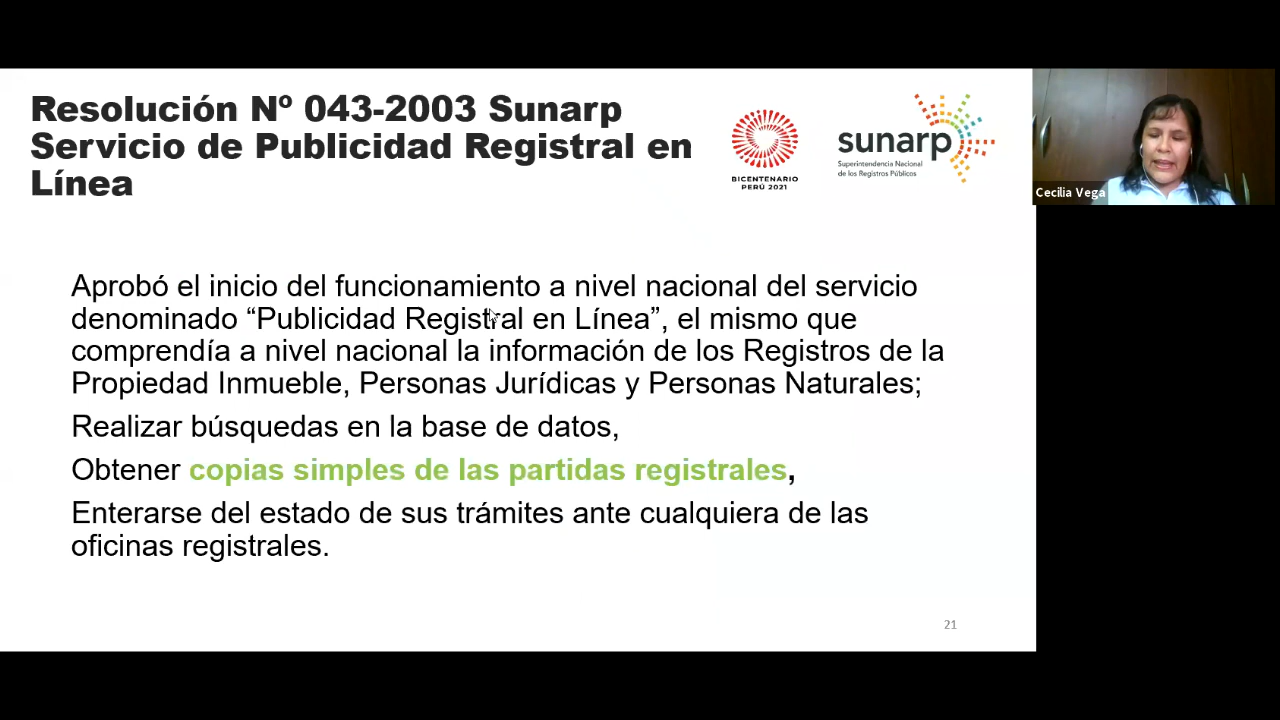 Resolución Nº 043-2003 Sunarp
Servicio de Publicidad Registral en
Línea
BICENTENARIO
PERÚ 2021
sunarp
Superintendencia Nacional
de los Registros Públicos
Cecilia Vega
Aprobó el inicio del funcionamiento a nivel nacional del servicio
denominado “Publicidad Registral en Línea”, el mismo que
comprendía a nivel nacional la información de los Registros de la
Propiedad Inmueble, Personas Jurídicas y Personas Naturales;
Realizar búsquedas en la base de datos,
Obtener copias simples de las partidas registrales,
Enterarse del estado de sus trámites ante cualquiera de las
oficinas registrales.
21